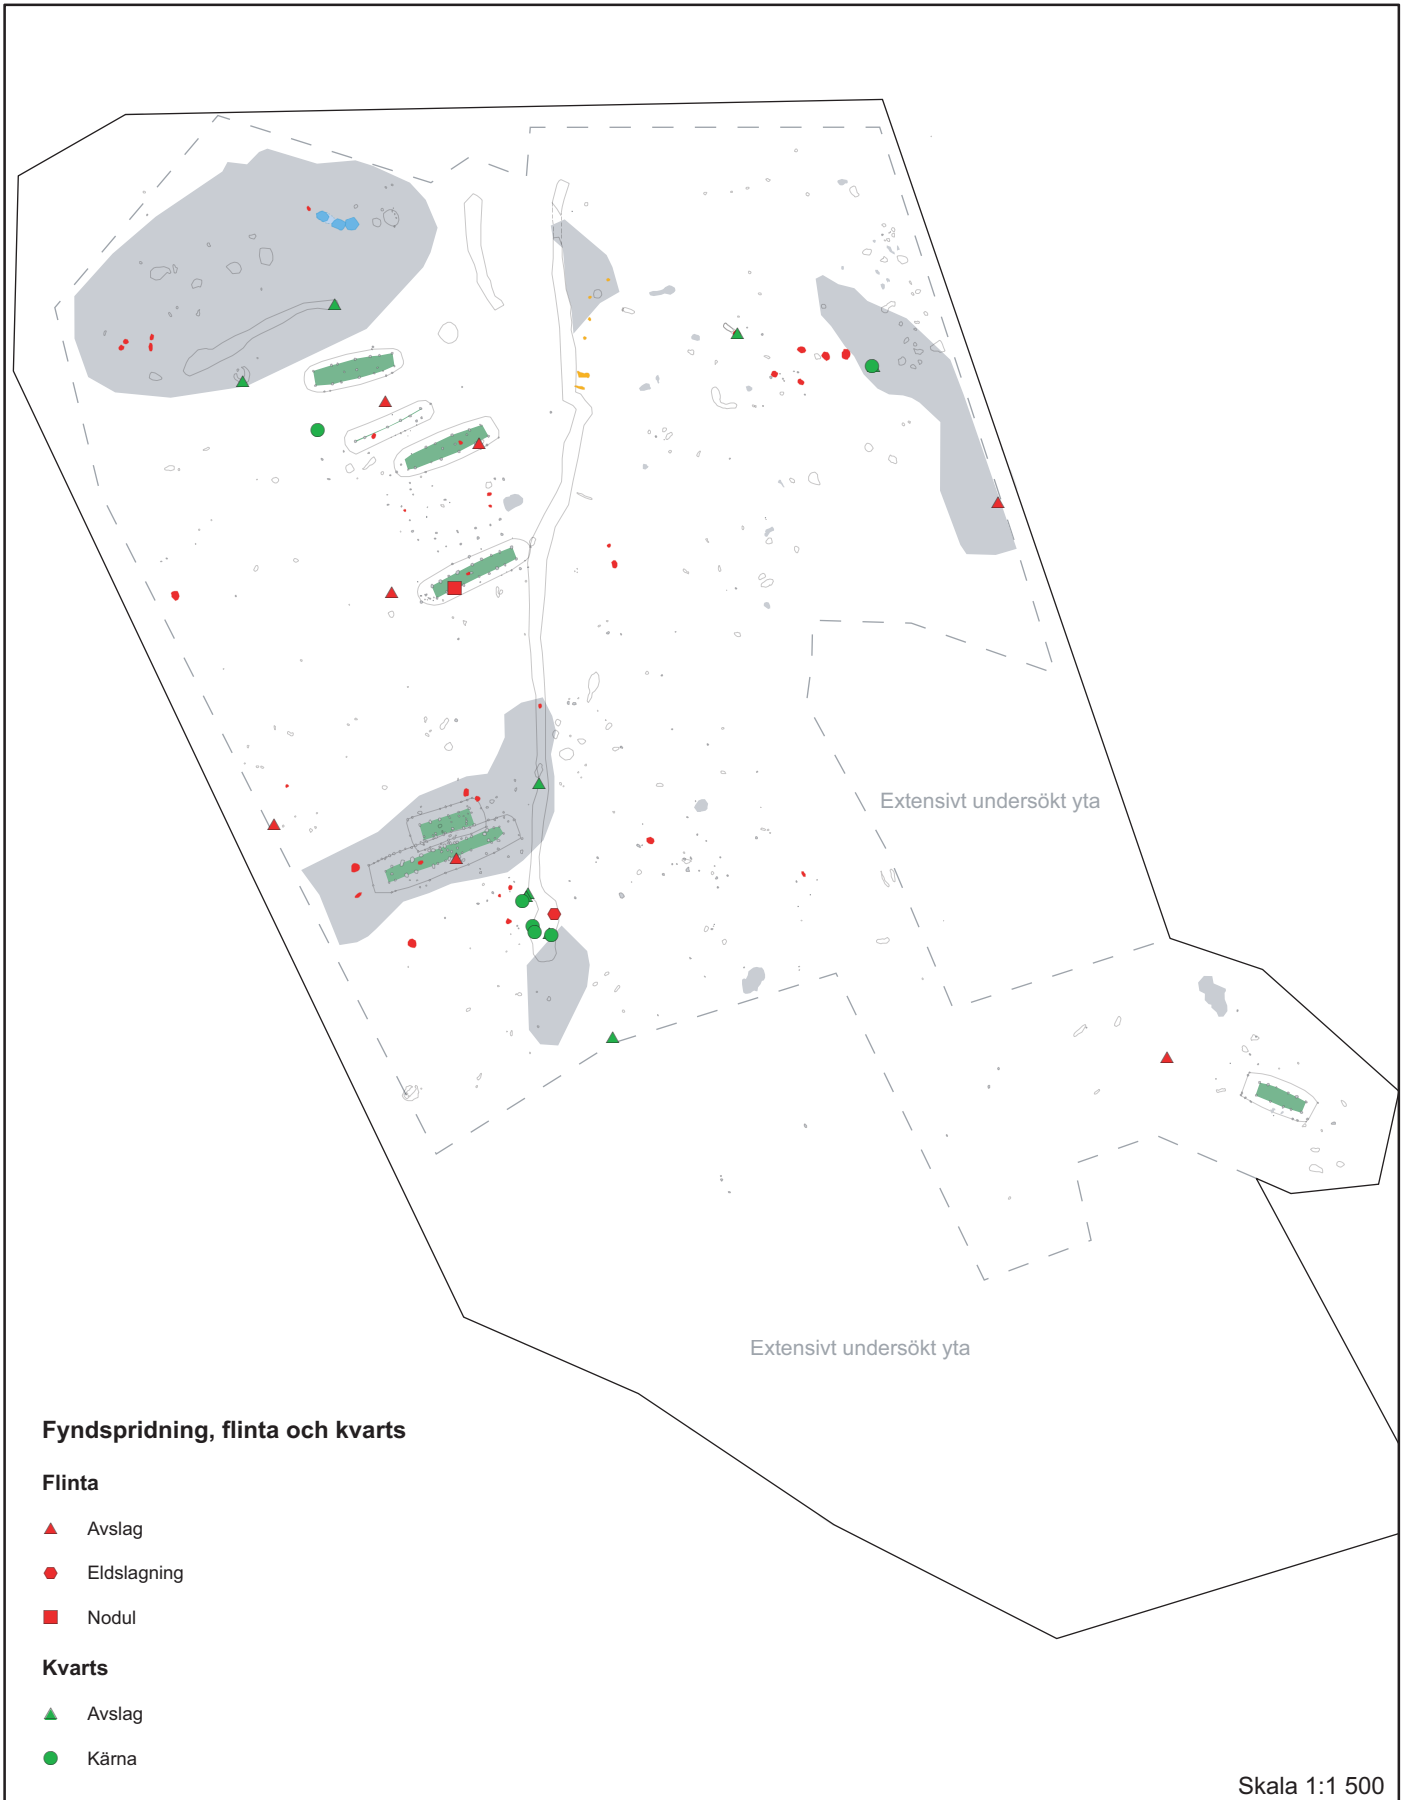 Extensivt undersökt yta
Extensivt undersökt yta
Fyndspridning, flinta och kvarts
Flinta
Avslag
Eldslagning
Nodul
Kvarts
Avslag
Kärna
Skala 1:1 500